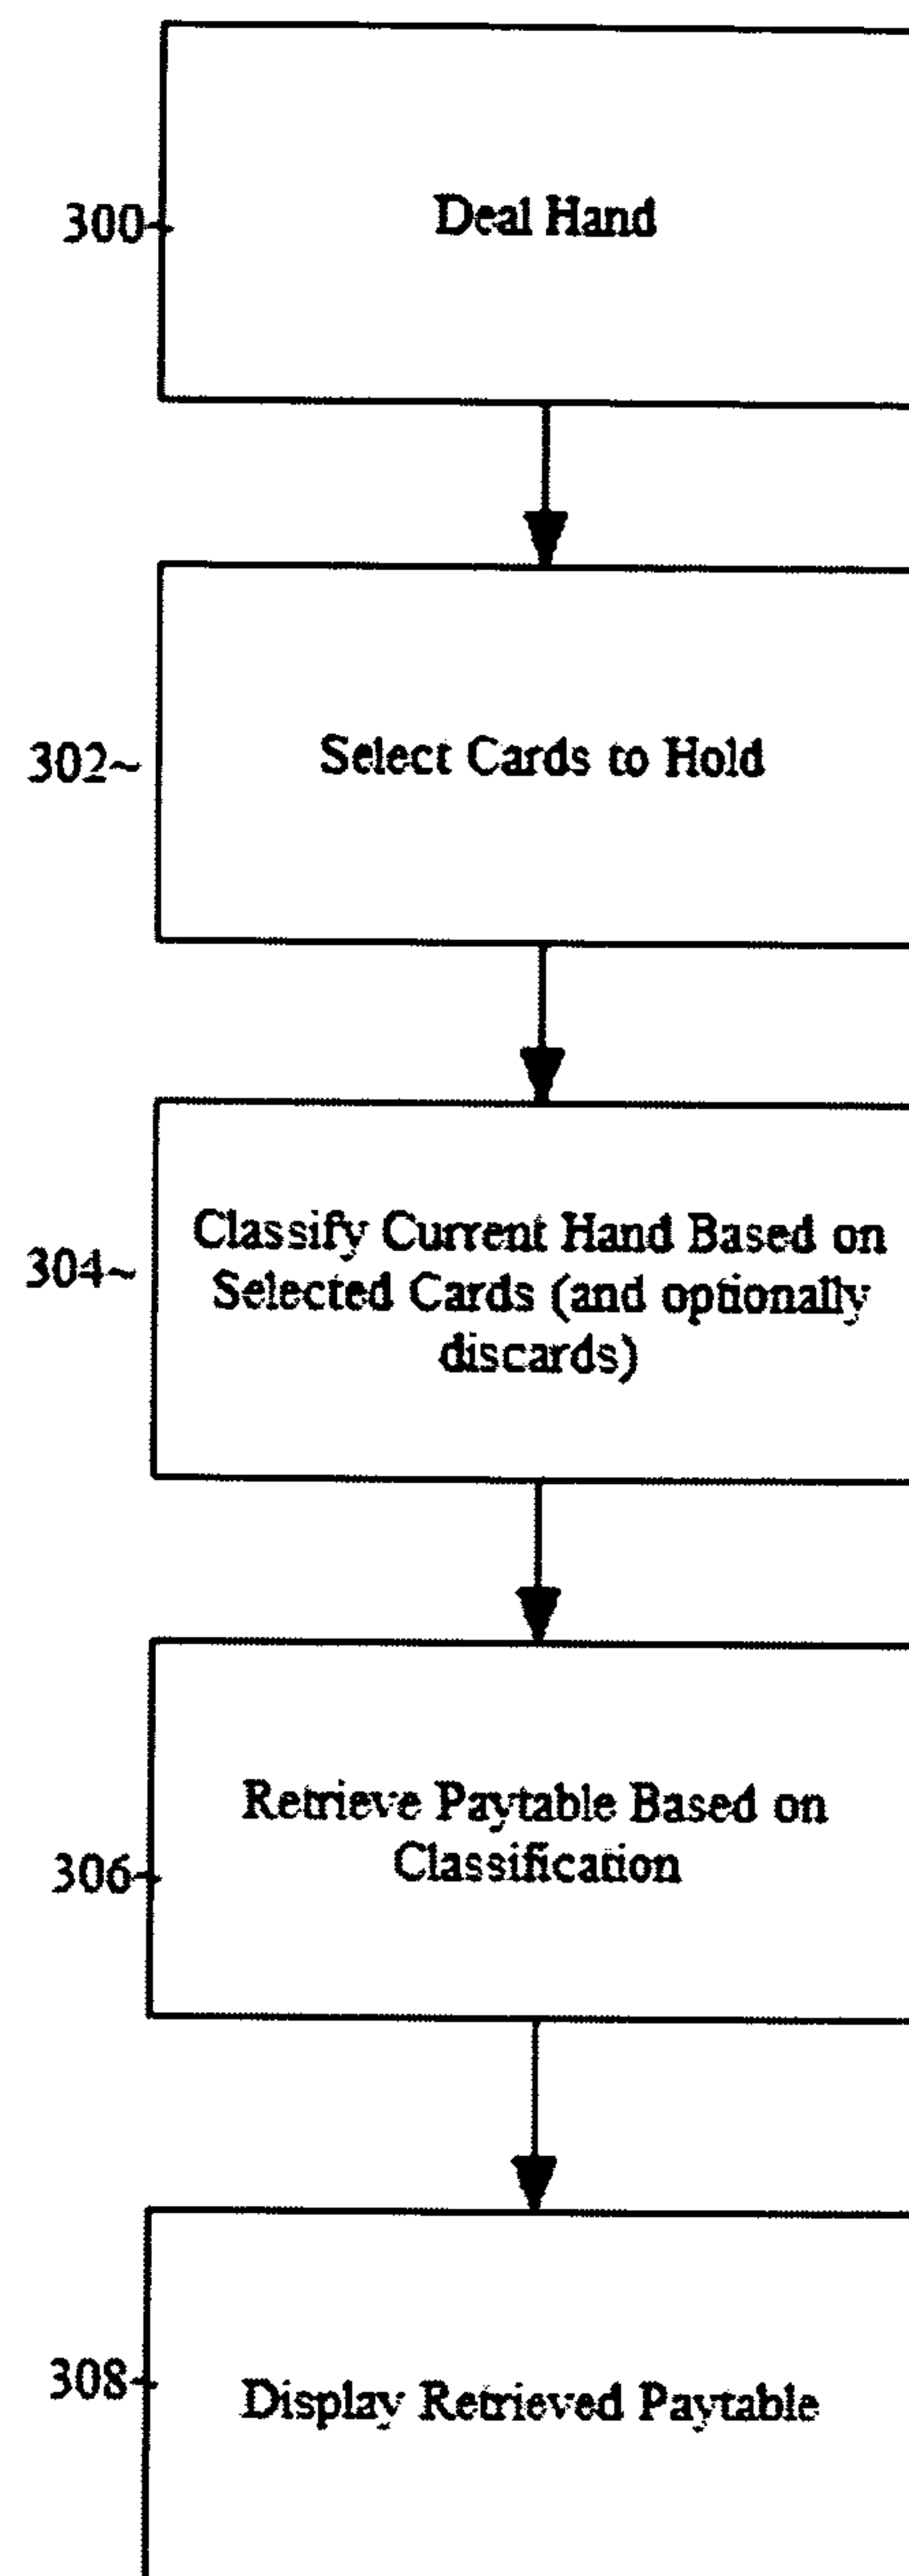 300
Deal Hand
302~
Select Cards to Hold
304~
Classify Current Hand Based on
Selected Cards (and optionally
discards)
306
Retrieve Paytable Based on
Classification
308
Display Retrieved Paytable